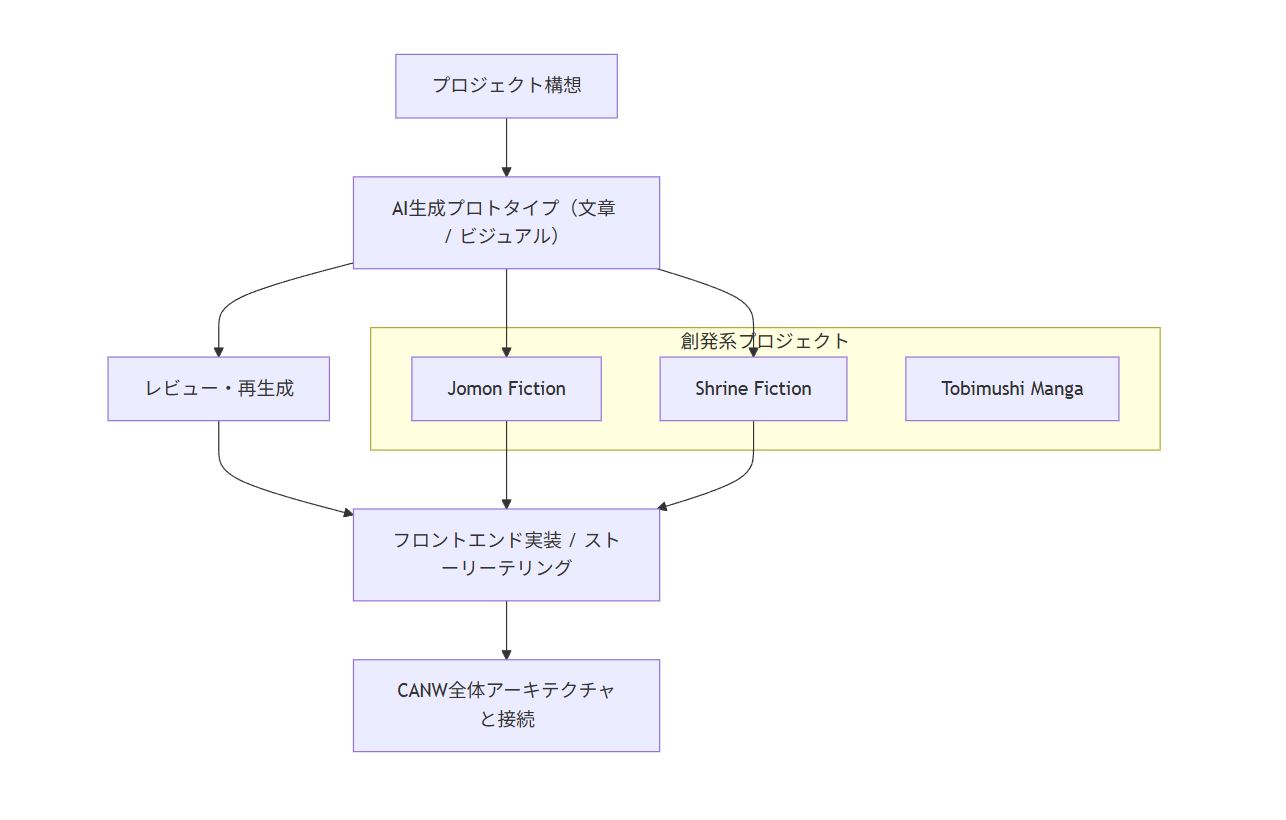 プロジェクト構想
AI生成プロトタイプ（文章
/ ビジュアル）
創発系プロジェクト
レビュー・再生成
Jomon Fiction
Shrine Fiction
Tobimushi Manga
フロントエンド実装 / スト
ーリーテリング
CANW全体アーキテクチャ
と接続